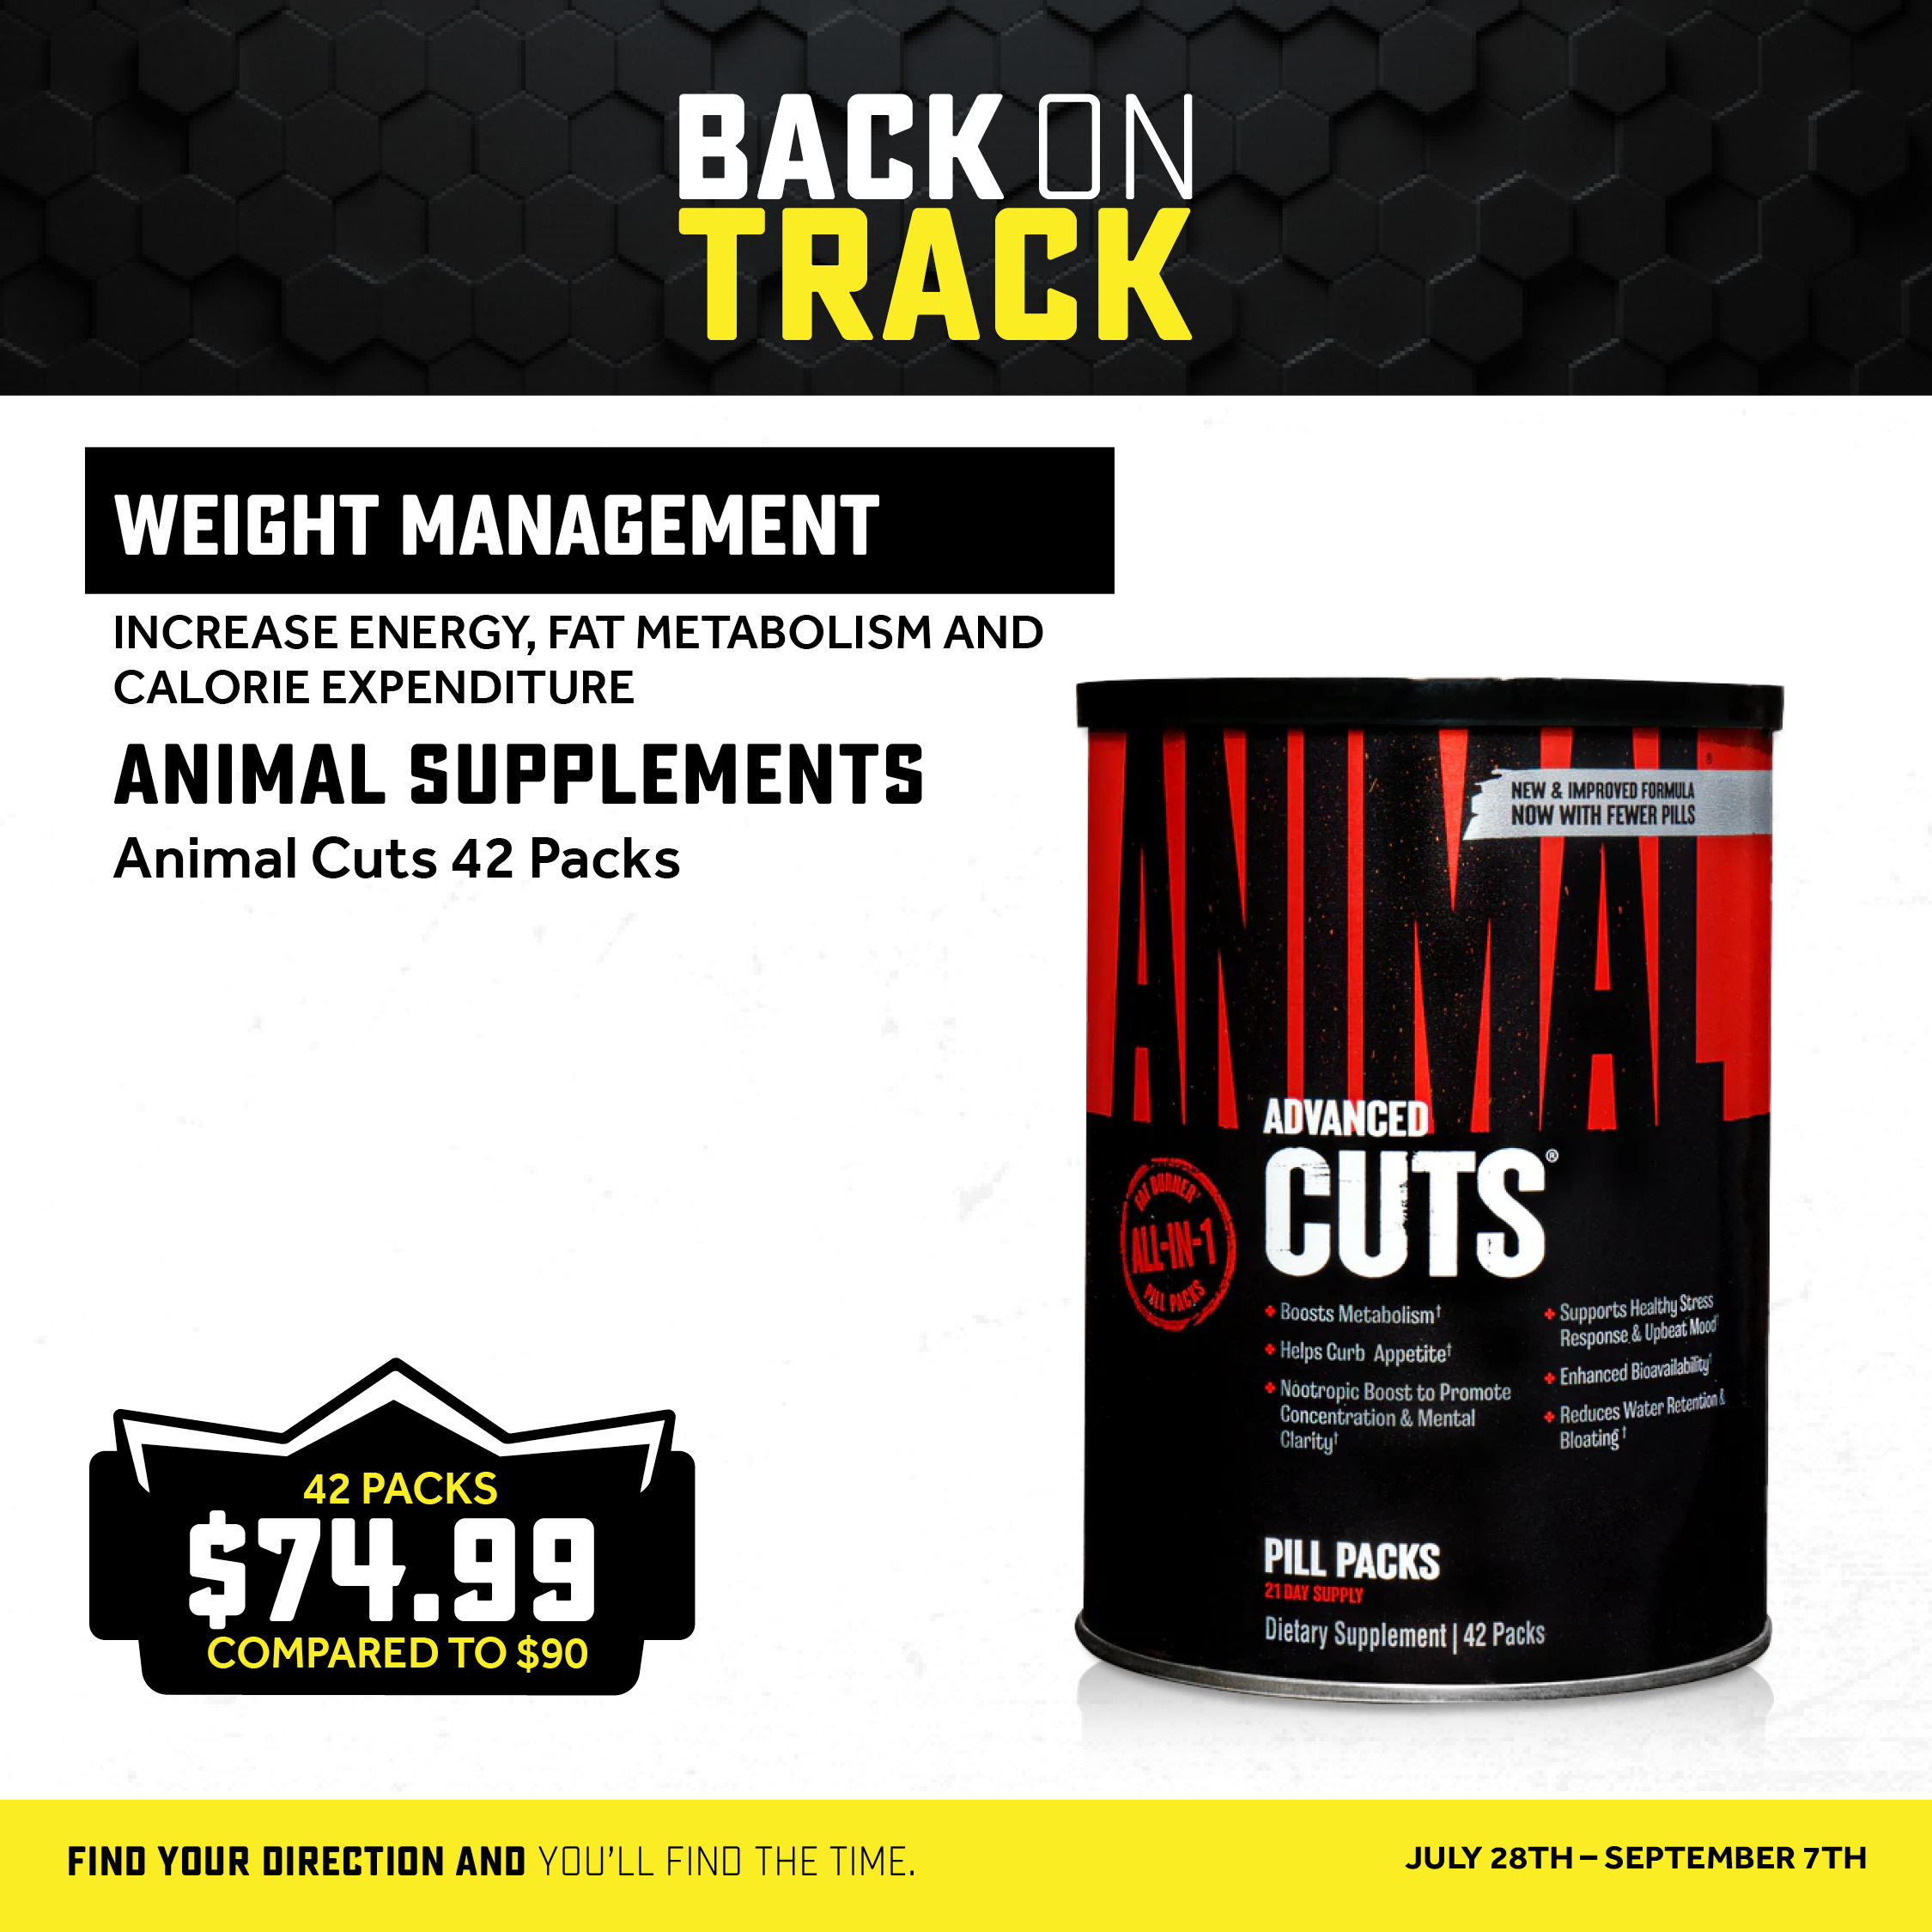 BACK ON
TRACK
WEIGHT MANAGEMENT
INCREASE ENERGY, FAT METABOLISM AND
CALORIE EXPENDITURE
ANIMAL SUPPLEMENTS
Animal Cuts 42 Packs
ANIMAL®
NEW & IMPROVED FORMULA
NOW WITH FEWER PILLS
ADVANCED
CUTS®
FAT BURNER†
ALL-IN-1
PILL PACKS
Boosts Metabolism†
Helps Curb Appetite†
Nootropic Boost to Promote
Concentration & Mental
Clarity†
Supports Healthy Stress
Response & Upbeat Mood†
Enhanced Bioavailability†
Reduces Water Retention &
Bloating†
PILL PACKS
21 DAY SUPPLY
Dietary Supplement | 42 Packs
42 PACKS
$74.99
COMPARED TO $90
FIND YOUR DIRECTION AND YOU'LL FIND THE TIME.
JULY 28TH – SEPTEMBER 7TH